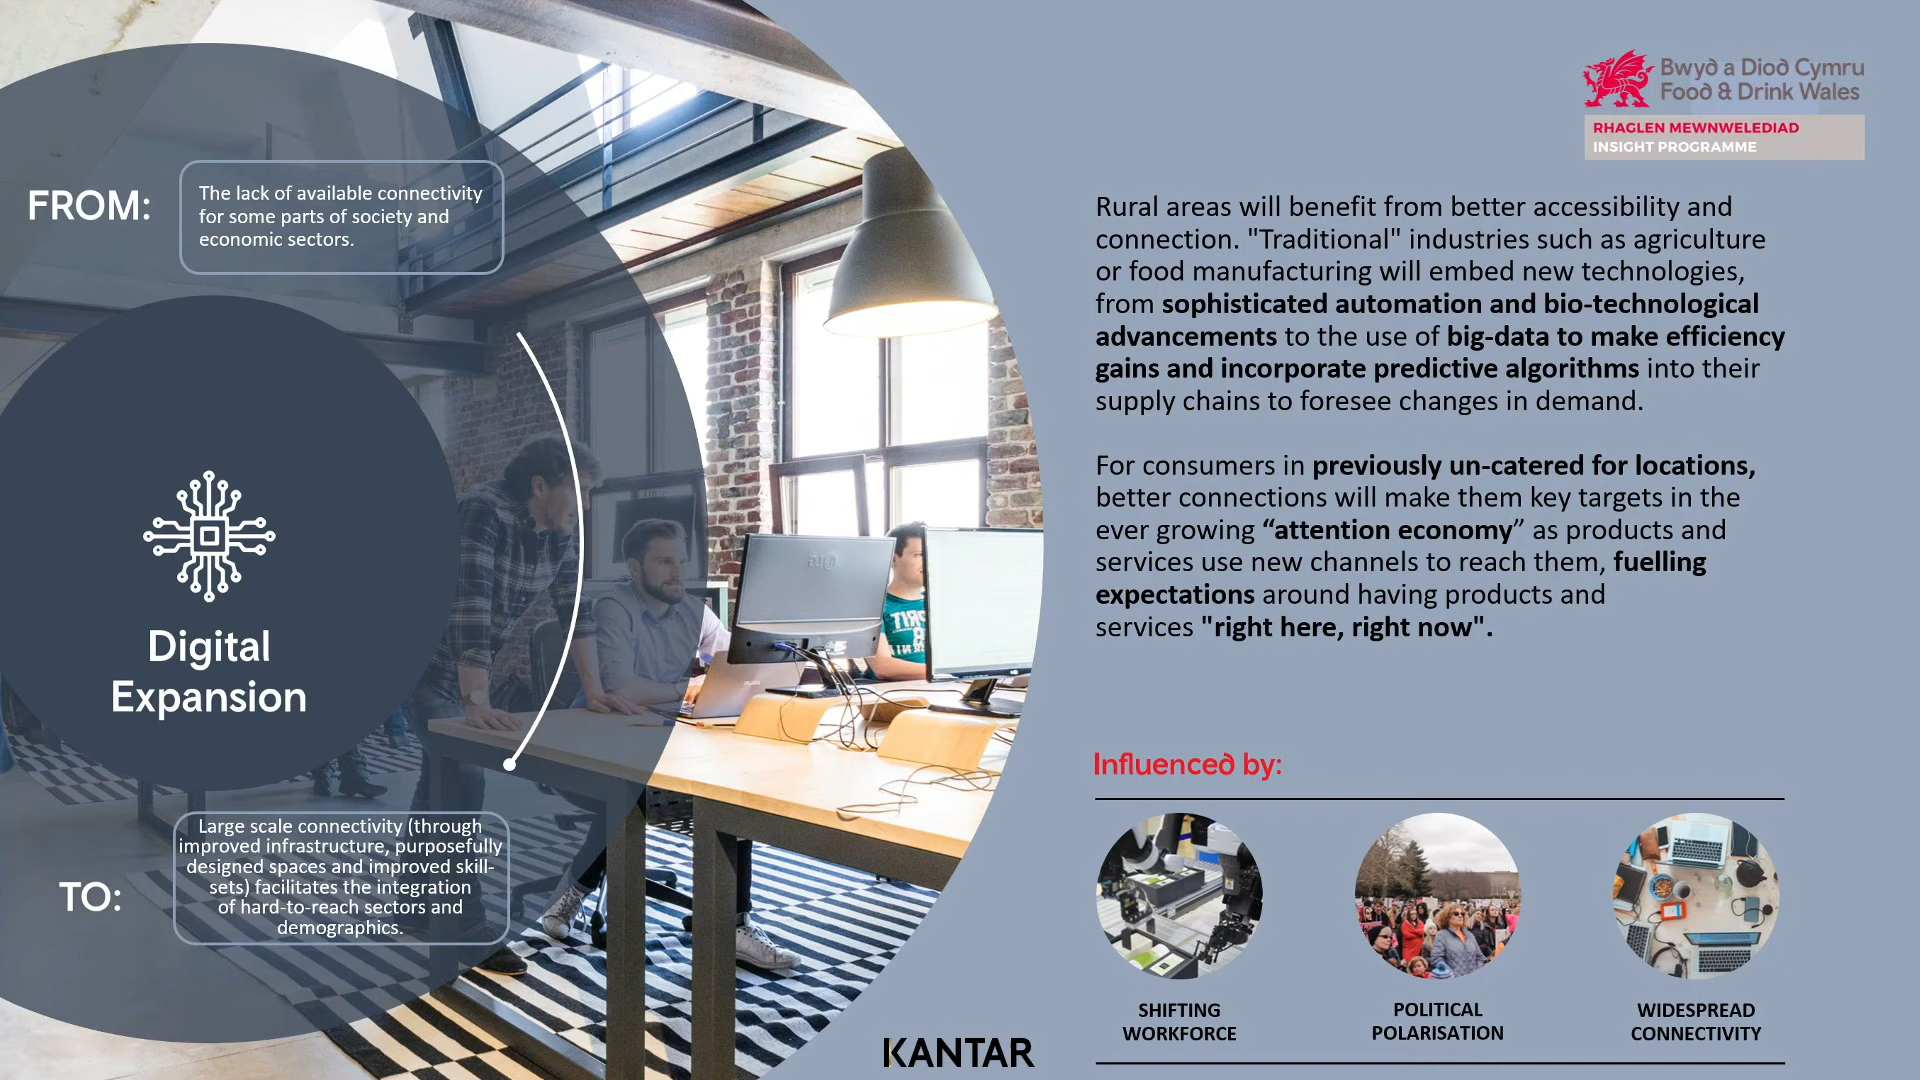 FROM:
The lack of available connectivity
for some parts of society and
economic sectors.
Digital
Expansion
TO:
Large scale connectivity (through
improved infrastructure, purposefully
designed spaces and improved skill-
sets) facilitates the integration
of hard-to-reach sectors and
demographics.
Bwyd a Diod Cymru
Food & Drink Wales
RHAGLEN MEWNWELEDIAD
INSIGHT PROGRAMME
Rural areas will benefit from better accessibility and
connection. "Traditional" industries such as agriculture
or food manufacturing will embed new technologies,
from sophisticated automation and bio-technological
advancements to the use of big-data to make efficiency
gains and incorporate predictive algorithms into their
supply chains to foresee changes in demand.
For consumers in previously un-catered for locations,
better connections will make them key targets in the
ever growing “attention economy” as products and
services use new channels to reach them, fuelling
expectations around having products and
services "right here, right now".
Influenced by:
SHIFTING
WORKFORCE
POLITICAL
POLARISATION
WIDESPREAD
CONNECTIVITY
KANTAR